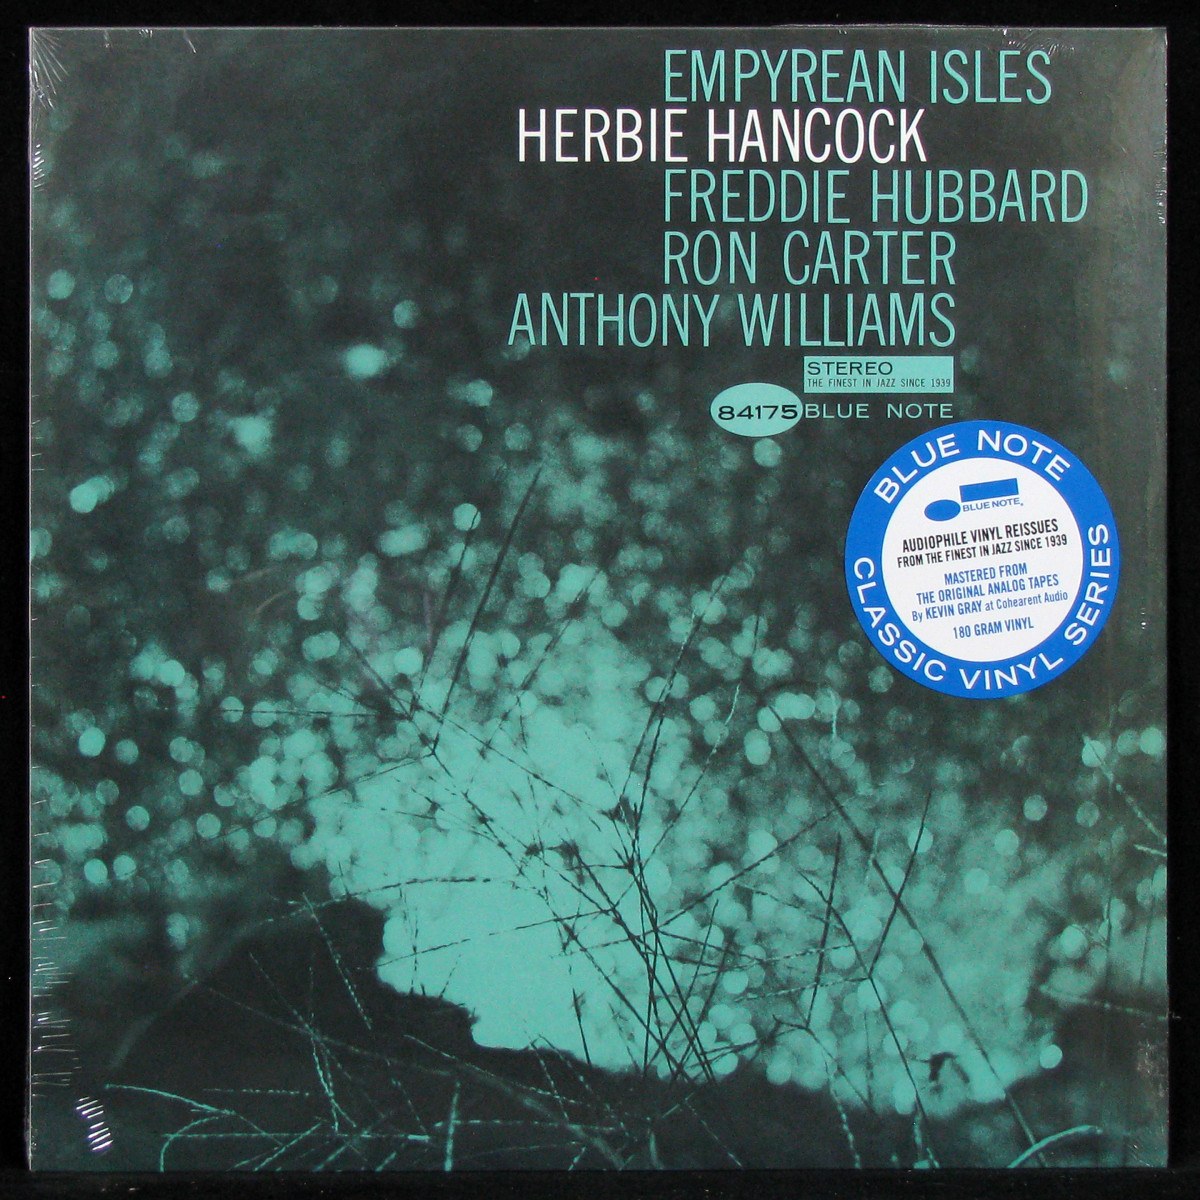 EMPYREAN ISLES
HERBIE HANCOCK
FREDDIE HUBBARD
RON CARTER
ANTHONY WILLIAMS
STEREO
THE FINEST IN JAZZ SINCE 1939
84175 BLUE NOTE
BLUE NOTE
BLUE NOTE
AUDIOPHILE VINYL REISSUES
FROM THE FINEST IN JAZZ SINCE 1939
MASTERED FROM
THE ORIGINAL ANALOG TAPES
By KEVIN GRAY at Cohearent Audio
180 GRAM VINYL
CLASSIC VINYL SERIES